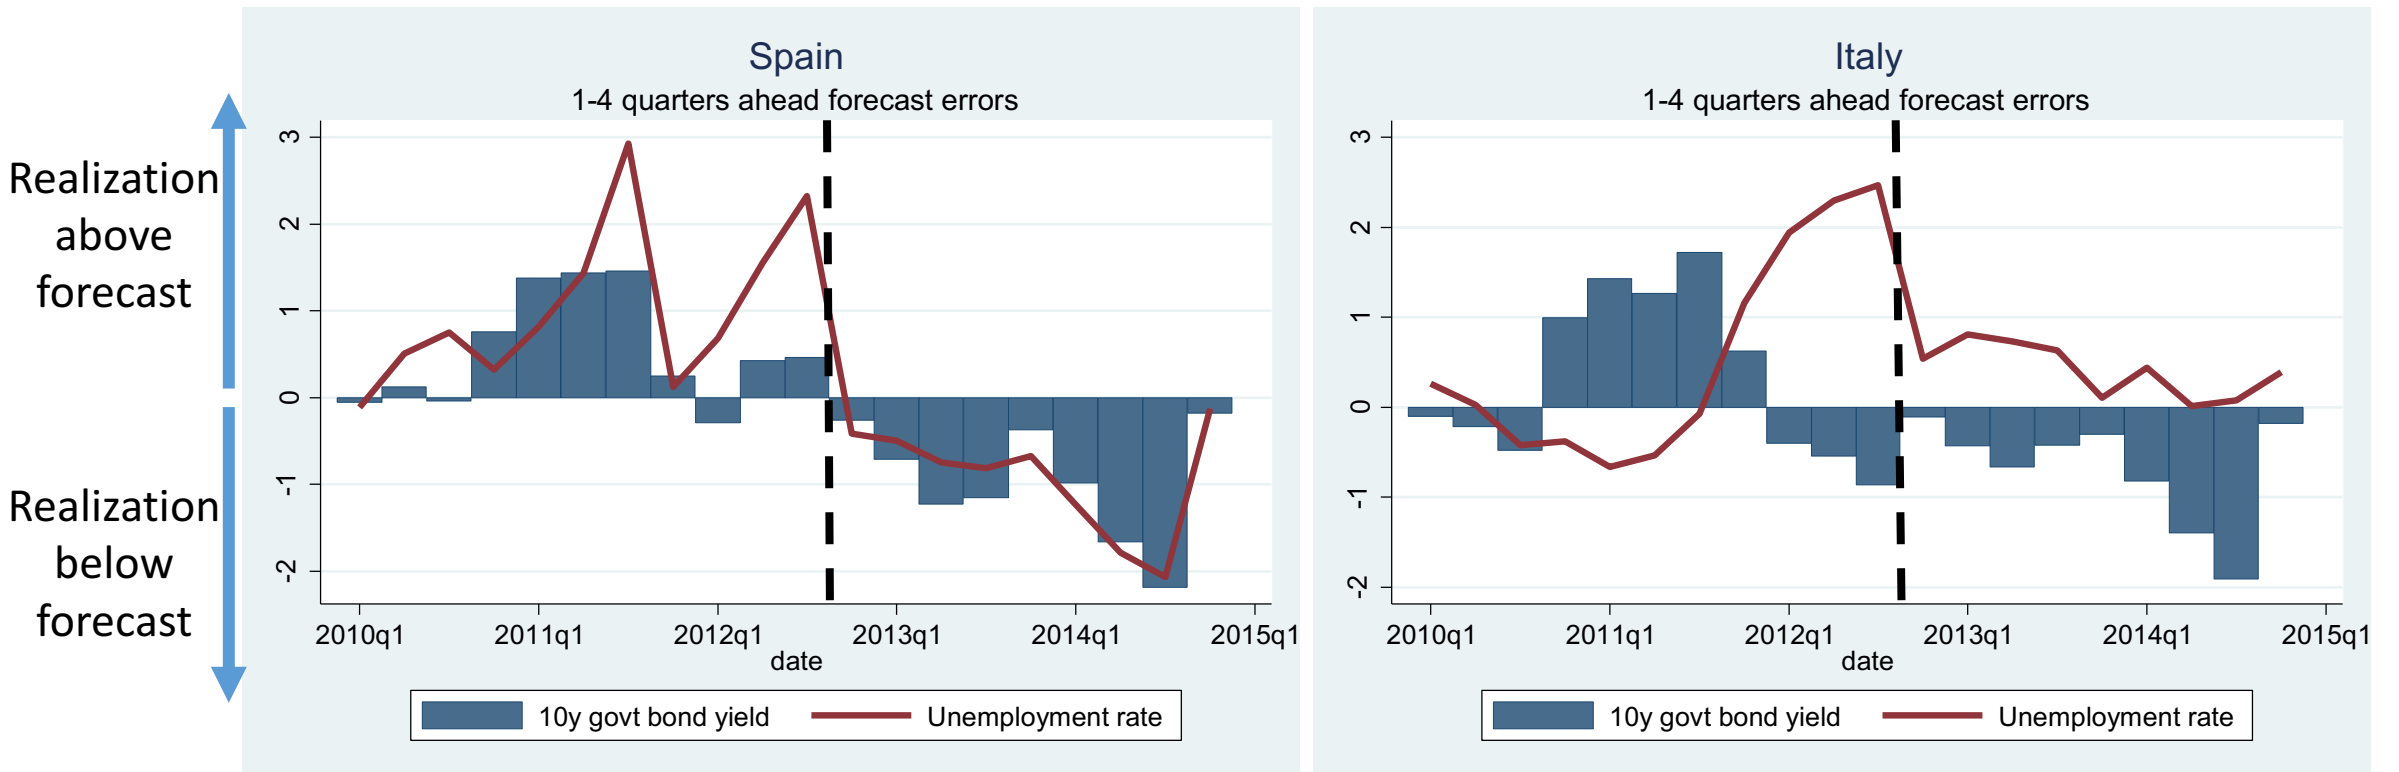 Realization
above
forecast
Realization
below
forecast
Spain
1-4 quarters ahead forecast errors
3
2
1
0
-1
-2
2010q1
2011q1
2012q1
2013q1
2014q1
2015q1
date
10y govt bond yield
Unemployment rate
Italy
1-4 quarters ahead forecast errors
3
2
1
0
-1
-2
2010q1
2011q1
2012q1
2013q1
2014q1
2015q1
date
10y govt bond yield
Unemployment rate